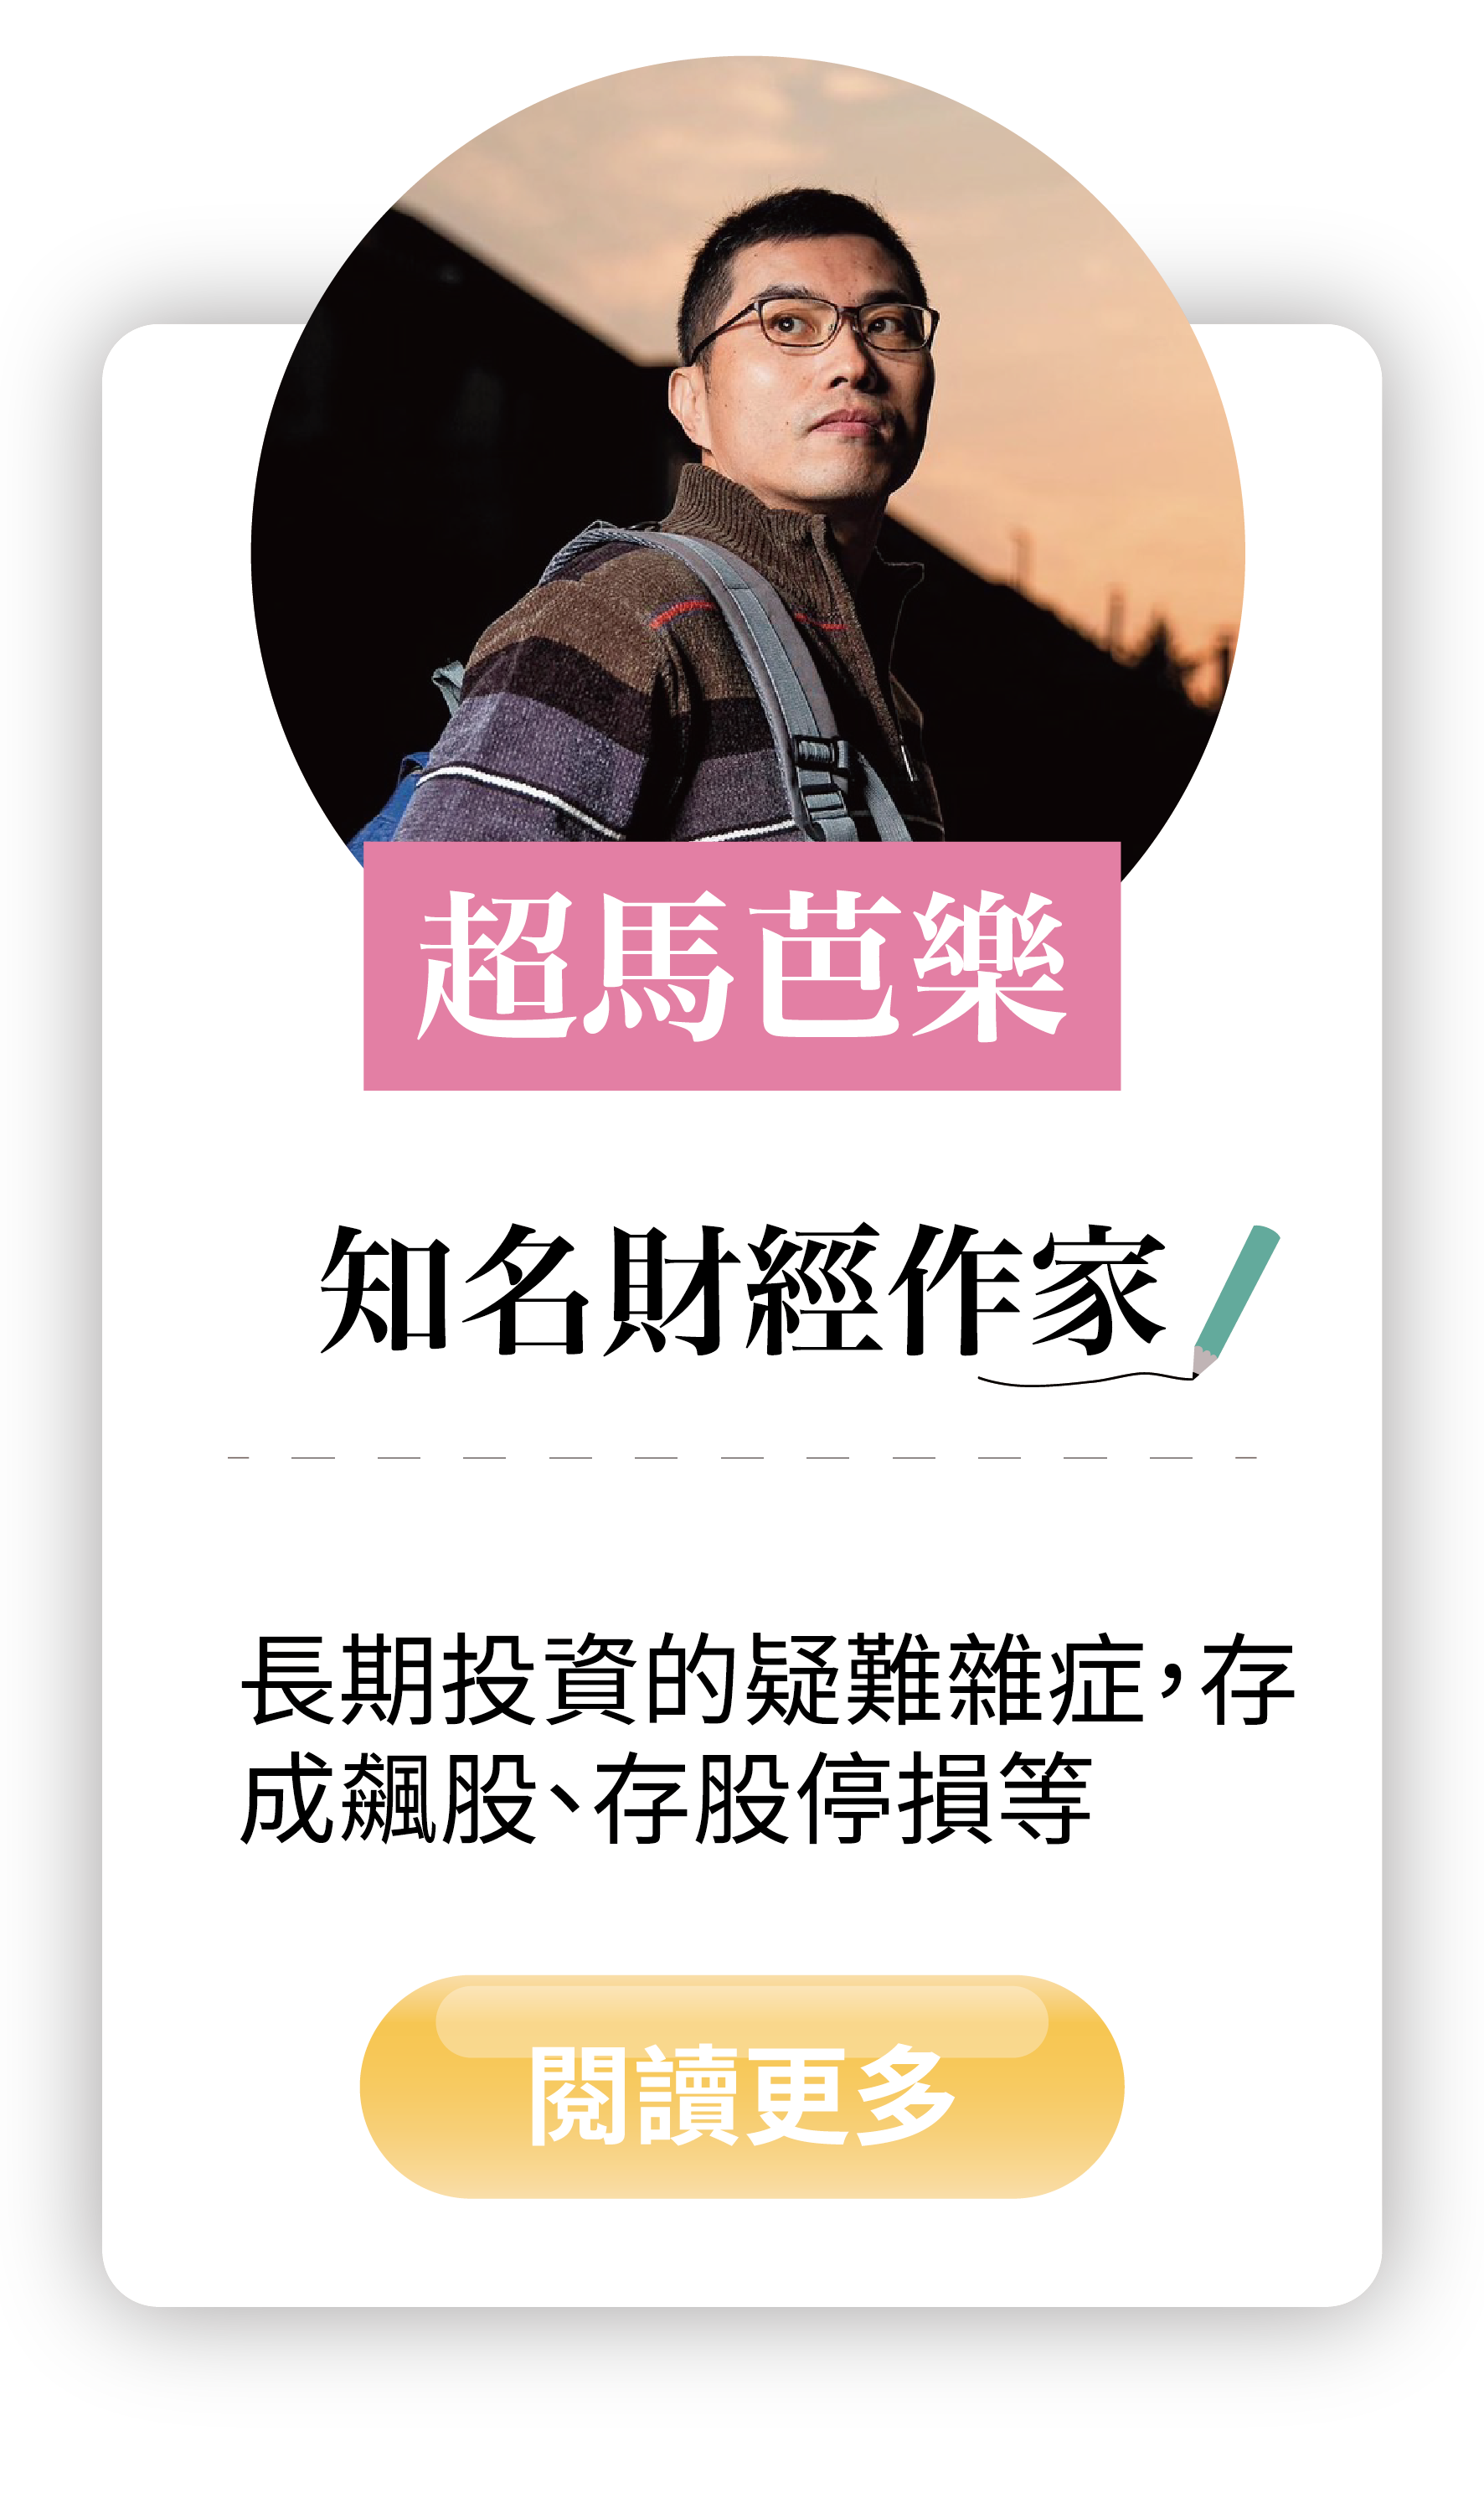 超馬芭樂
知名財經作家
長期投資的疑難雜症，存
成飆股、存股停損等
閱讀更多